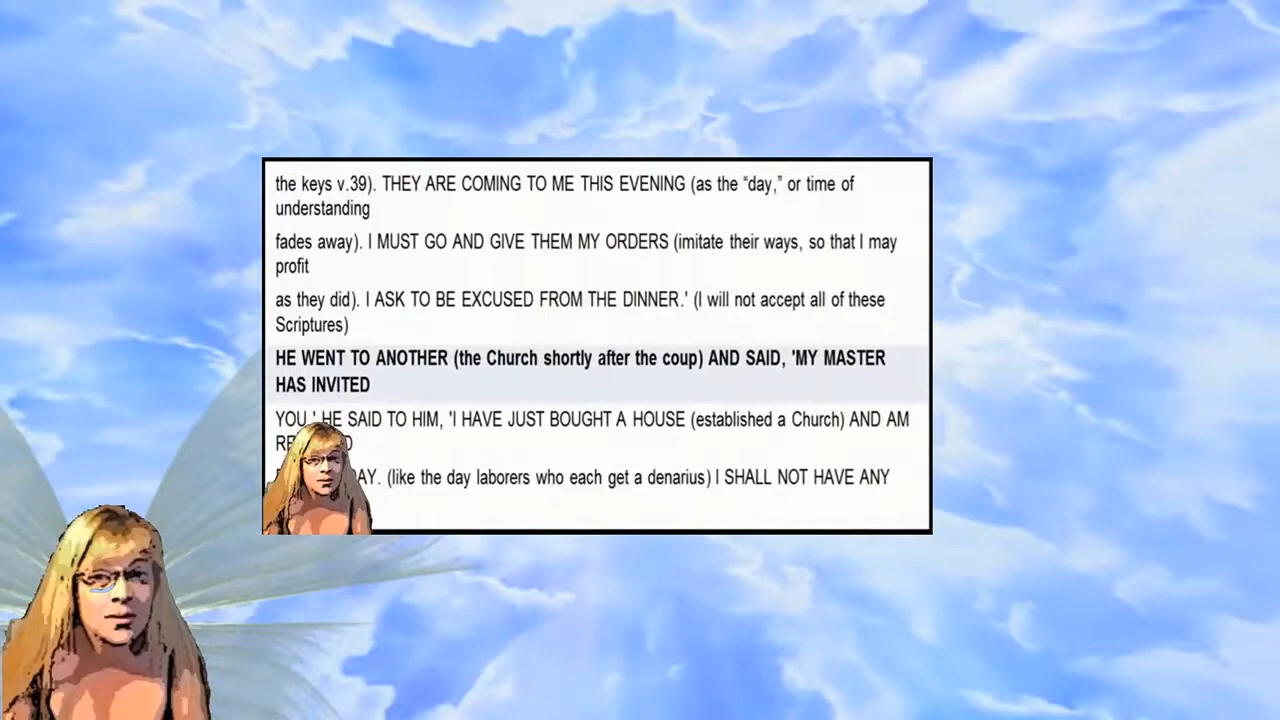 the keys v.39). THEY ARE COMING TO ME THIS EVENING (as the “day,” or time of
understanding
fades away). I MUST GO AND GIVE THEM MY ORDERS (imitate their ways, so that I may
profit
as they did). I ASK TO BE EXCUSED FROM THE DINNER.' (I will not accept all of these
Scriptures)
HE WENT TO ANOTHER (the Church shortly after the coup) AND SAID, 'MY MASTER
HAS INVITED
YOU.' HE SAID TO HIM, 'I HAVE JUST BOUGHT A HOUSE (established a Church) AND AM
(like the day laborers who each get a denarius) I SHALL NOT HAVE ANY